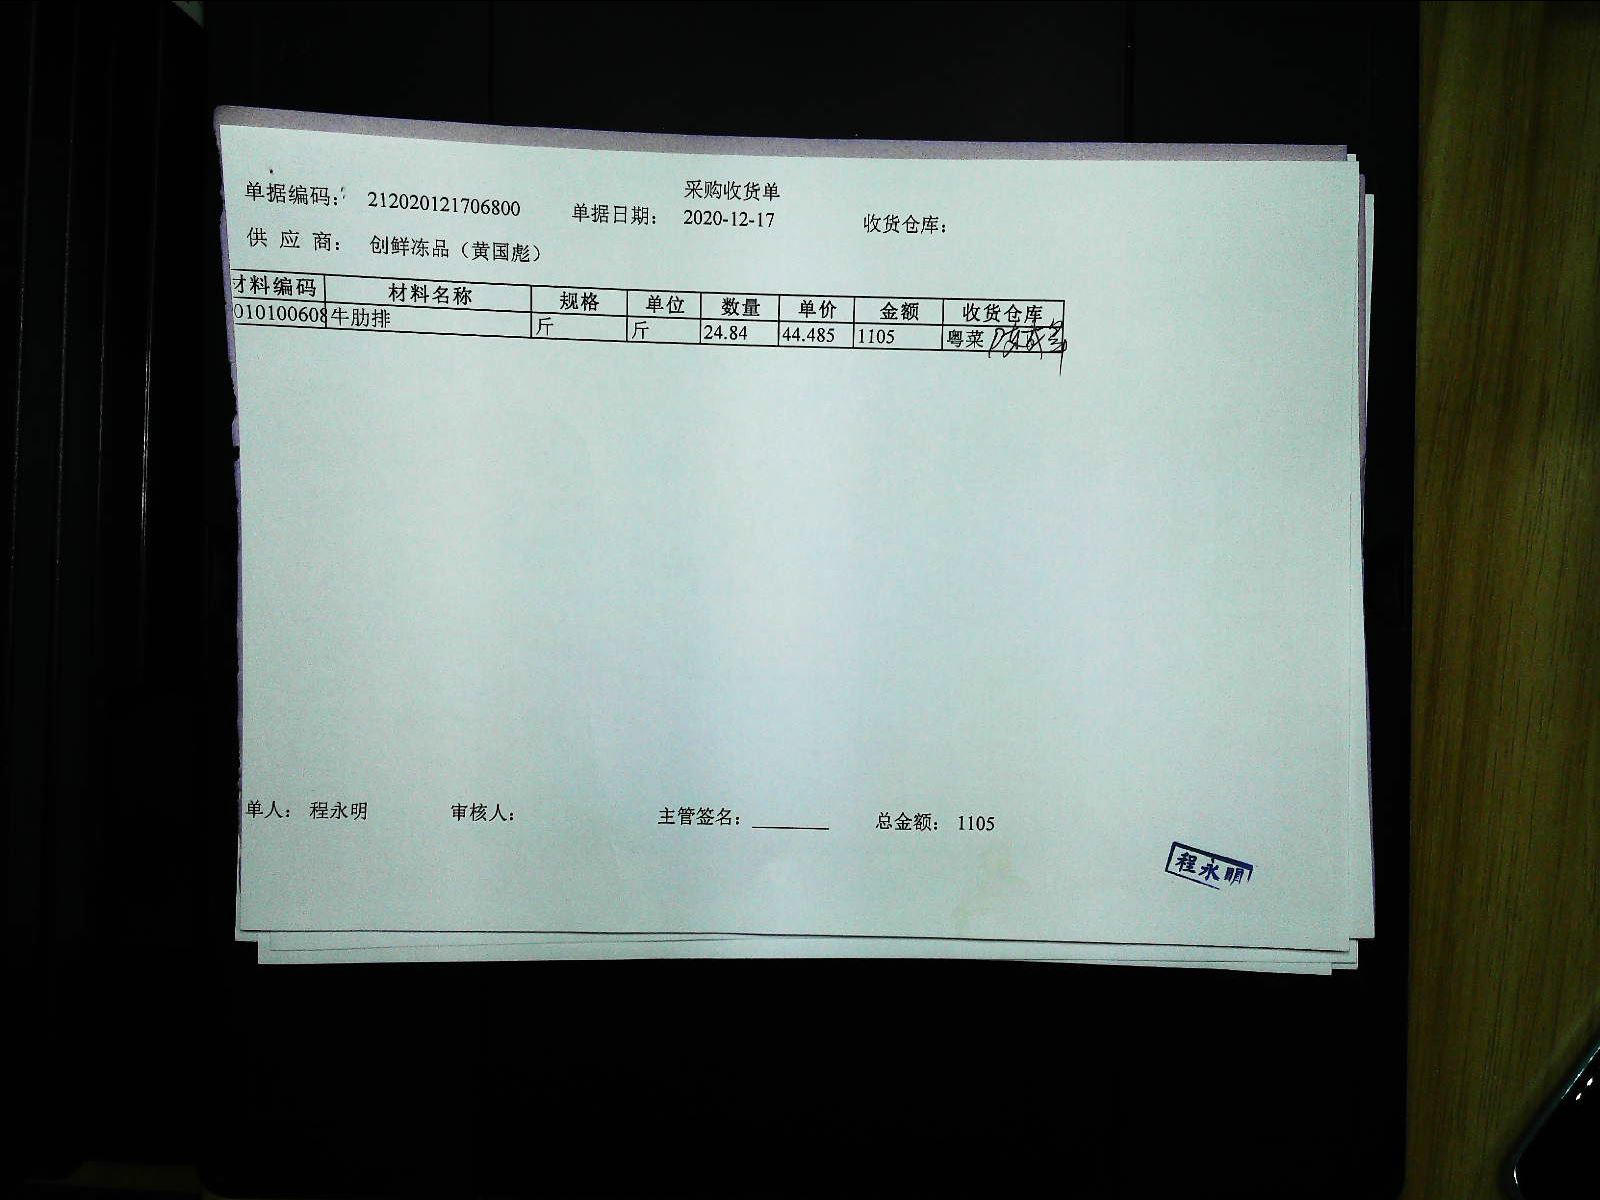 采购收货单
单据编码： 212020121706800 单据日期： 2020-12-17 收货仓库：
供 应 商： 创鲜冻品（黄国彪）
材料编码 材料名称 规格 单位 数量 单价 金额 收货仓库
010100608 牛肋排 斤 斤 24.84 44.485 1105 粤菜
单人： 程永明 审核人： 主管签名：________ 总金额： 1105
程永明